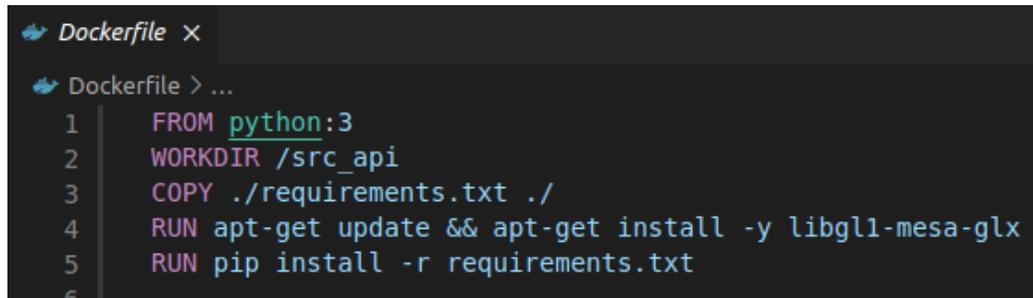 Dockerfile ×
Dockerfile > ...
1 FROM python:3
2 WORKDIR /src_api
3 COPY ./requirements.txt ./
4 RUN apt-get update && apt-get install -y libgl1-mesa-glx
5 RUN pip install -r requirements.txt
6